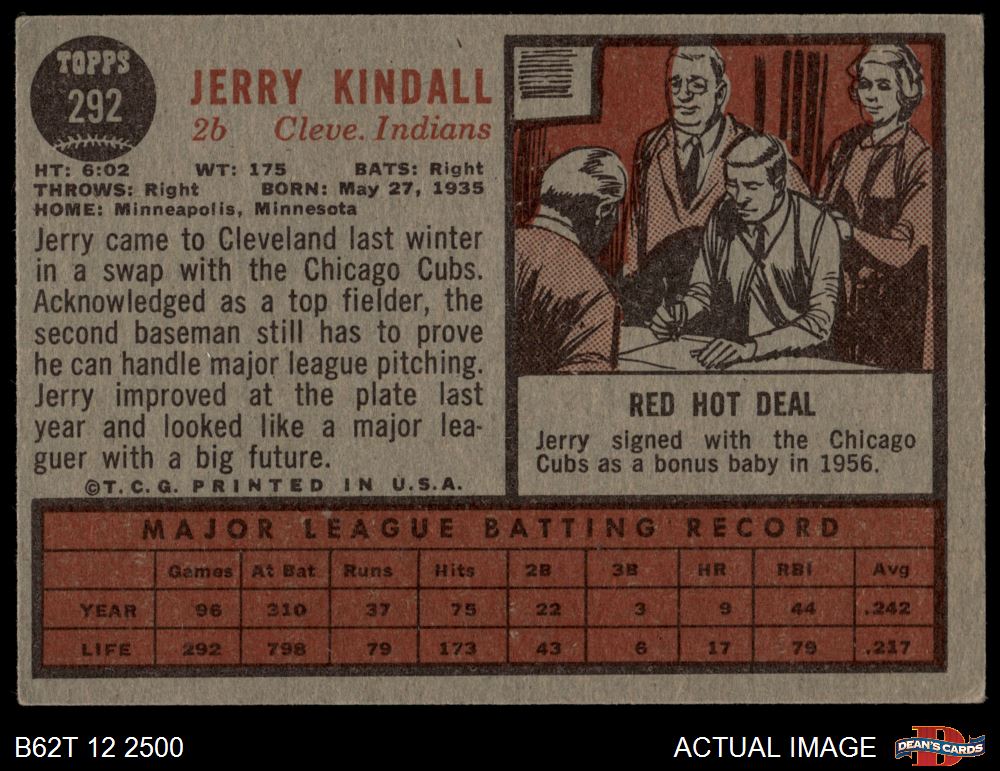 TOPPS
292
JERRY KINDALL
2b Cleve. Indians
HT: 6:02 WT: 175 BATS: Right
THROWS: Right BORN: May 27, 1935
HOME: Minneapolis, Minnesota
Jerry came to Cleveland last winter
in a swap with the Chicago Cubs.
Acknowledged as a top fielder, the
second baseman still has to prove
he can handle major league pitching.
Jerry improved at the plate last
year and looked like a major lea-
guer with a big future.
©T.C.G. PRINTED IN U.S.A.
RED HOT DEAL
Jerry signed with the Chicago
Cubs as a bonus baby in 1956.
MAJOR LEAGUE BATTING RECORD
Games At Bat Runs Hits 2B 3B HR RBI Avg
YEAR 96 310 37 75 22 3 9 44 .242
LIFE 292 798 79 173 43 6 17 79 .217
B62T 12 2500
ACTUAL IMAGE
DEAN'S CARDS